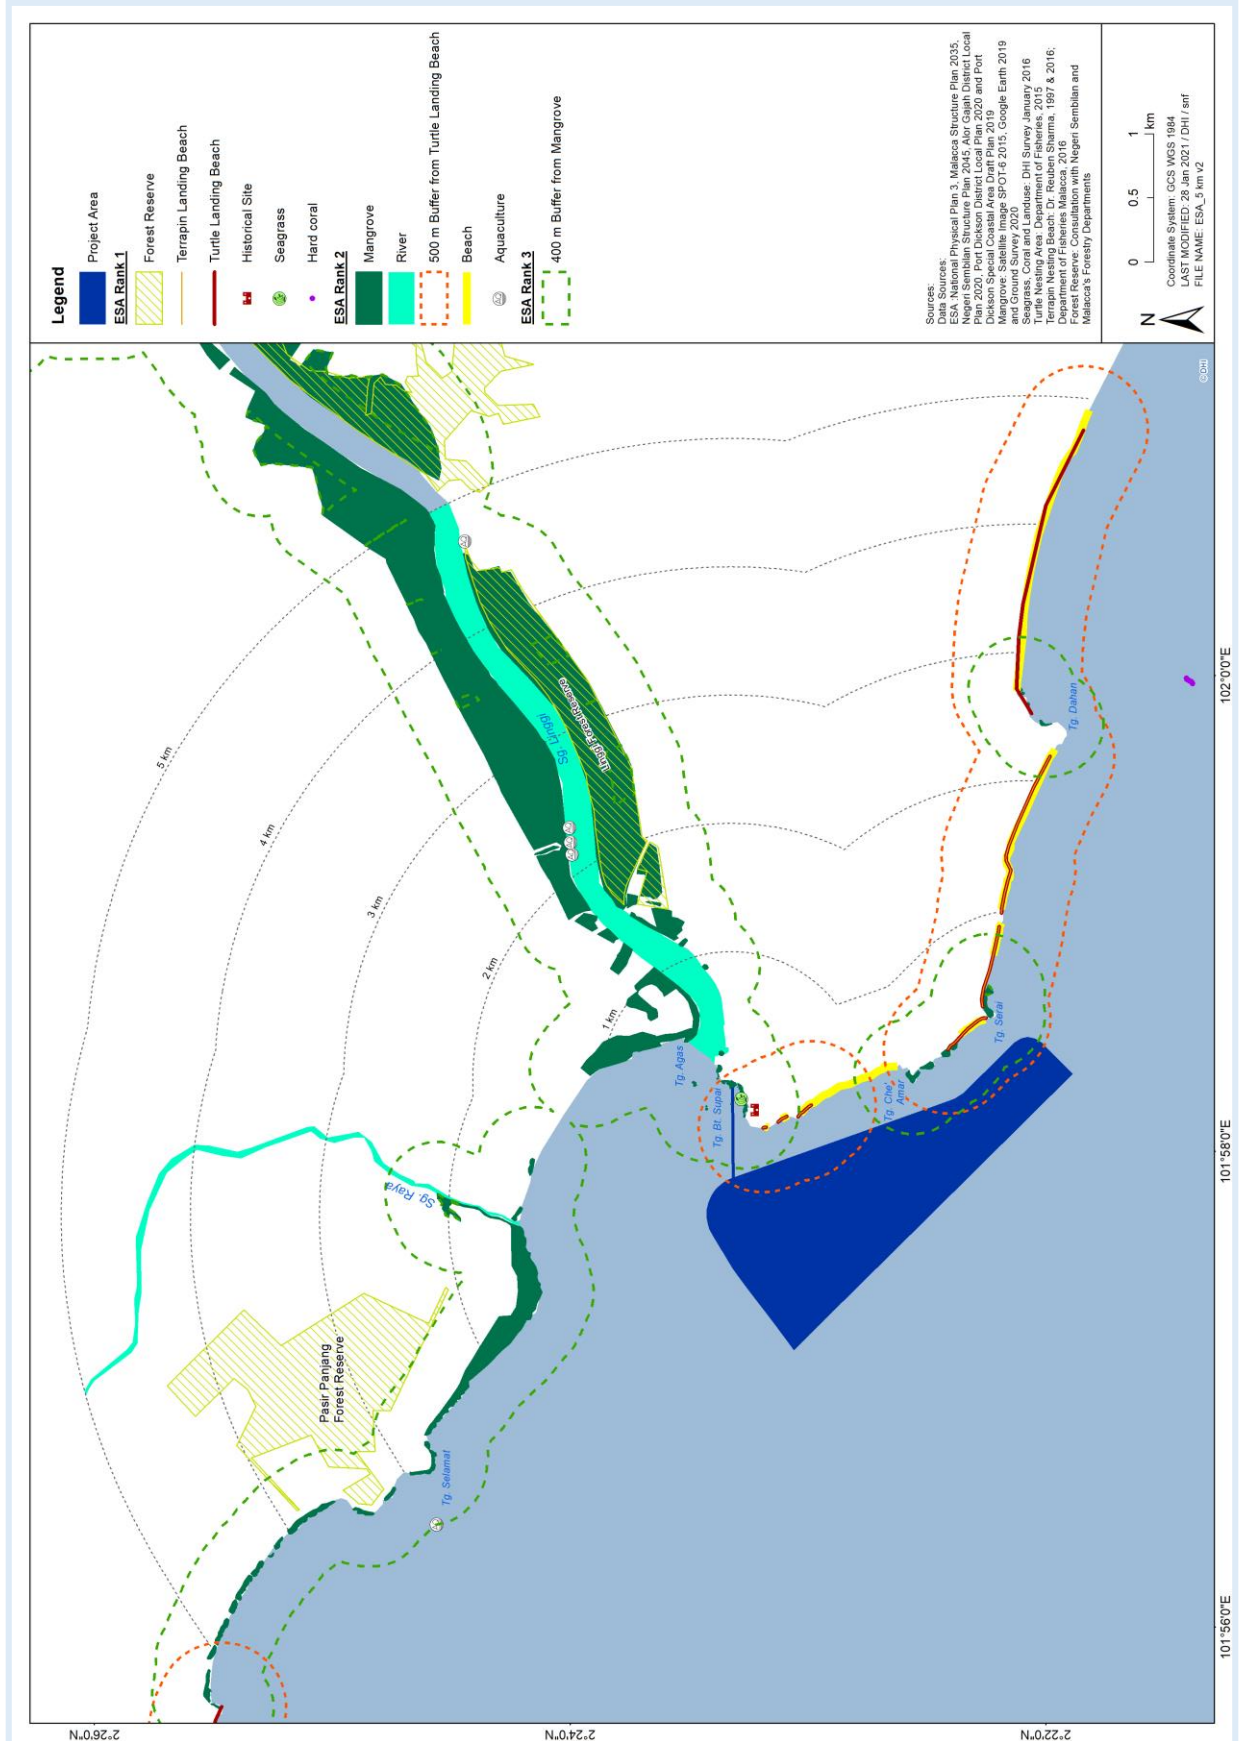 Legend
Project Area
ESA Rank 1
Forest Reserve
Terrapin Landing Beach
Turtle Landing Beach
Historical Site
Seagrass
Hard coral
ESA Rank 2
Mangrove
River
500 m Buffer from Turtle Landing Beach
Beach
Aquaculture
ESA Rank 3
400 m Buffer from Mangrove
Sources:
Data Sources:
ESA :National Physical Plan 3, Malacca Structure Plan 2035,
Negeri Sembilan Structure Plan 2045, Alor Gajah District Local
Plan 2020, Port Dickson District Local Plan 2020 and Port
Dickson Special Coastal Area Draft Plan 2019
Mangrove: Satellite Image SPOT-6 2015, Google Earth 2019
and Ground Survey 2020
Seagrass, Coral and Landuse: DHI Survey January 2016
Turtle Nesting Area: Department of Fisheries, 2015
Terrapin Nesting Beach: Dr. Reuben Sharma, 1997 & 2016;
Department of Fisheries Malacca, 2016
Forest Reserve: Consultation with Negeri Sembilan and
Malacca's Forestry Departments
N
0 0.5 1
km
Coordinate System: GCS WGS 1984
LAST MODIFIED: 28 Jan 2021 / DHI / snf
FILE NAME: ESA_5 km v2
5 km
4 km
3 km
2 km
1 km
Pasir Panjang
Forest Reserve
Sg. Raya
Sg. Linggi
Linggi Forest Reserve
Tg. Selamat
Tg. Agas
Tg. Bt. Supai
Tg. Che'
Amar
Tg. Serai
Tg. Dahan
©DHI
2°26'0"N
2°24'0"N
2°22'0"N
101°56'0"E
101°58'0"E
102°0'0"E